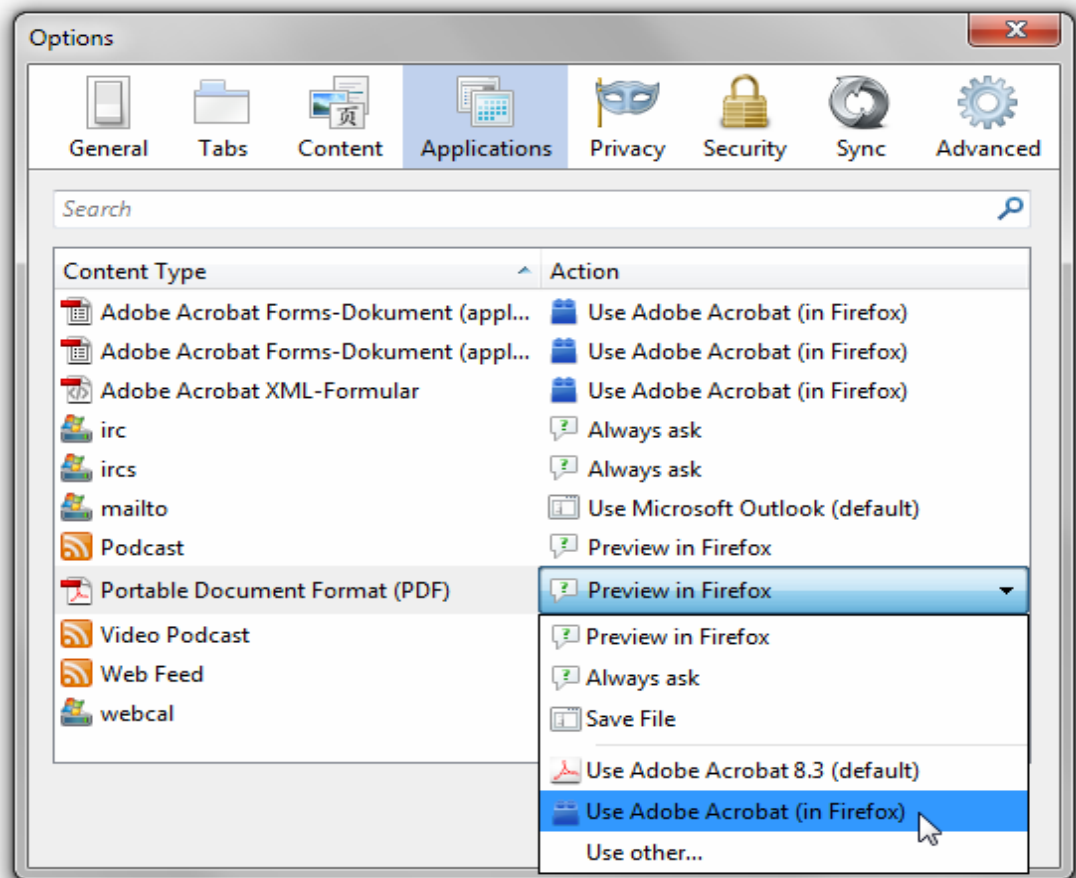 Options
General Tabs Content Applications Privacy Security Sync Advanced
Search
Content Type Action
Adobe Acrobat Forms-Dokument (appl... Use Adobe Acrobat (in Firefox)
Adobe Acrobat Forms-Dokument (appl... Use Adobe Acrobat (in Firefox)
Adobe Acrobat XML-Formular Use Adobe Acrobat (in Firefox)
irc Always ask
ircs Always ask
mailto Use Microsoft Outlook (default)
Podcast Preview in Firefox
Portable Document Format (PDF) Preview in Firefox
Video Podcast Preview in Firefox
Web Feed Always ask
webcal Save File
Use Adobe Acrobat 8.3 (default)
Use Adobe Acrobat (in Firefox)
Use other...